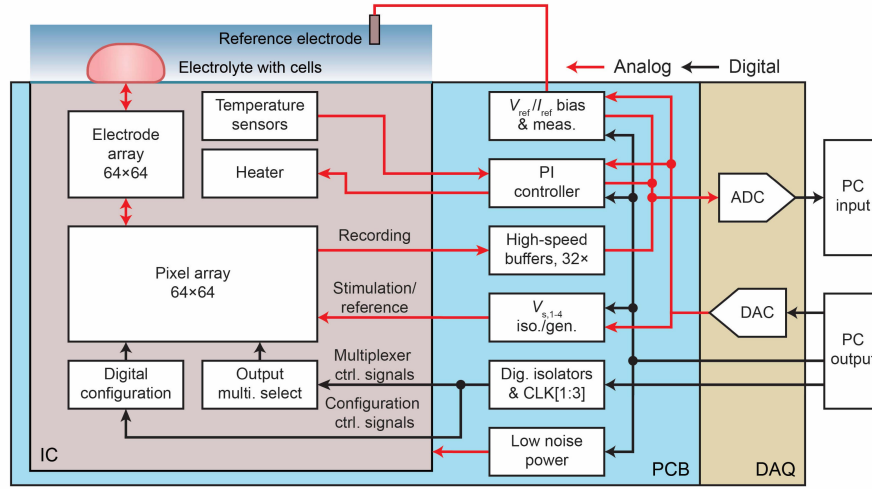 Reference electrode
Electrolyte with cells
Analog
Digital
Temperature
sensors
Vref/Iref bias
& meas.
Electrode
array
64×64
Heater
PI
controller
ADC
PC
input
Recording
High-speed
buffers, 32×
Pixel array
64×64
Stimulation/
reference
Vs,1-4
iso./gen.
DAC
PC
output
Multiplexer
ctrl. signals
Digital
configuration
Output
multi. select
Dig. isolators
& CLK[1:3]
Configuration
ctrl. signals
Low noise
power
IC
PCB
DAQ